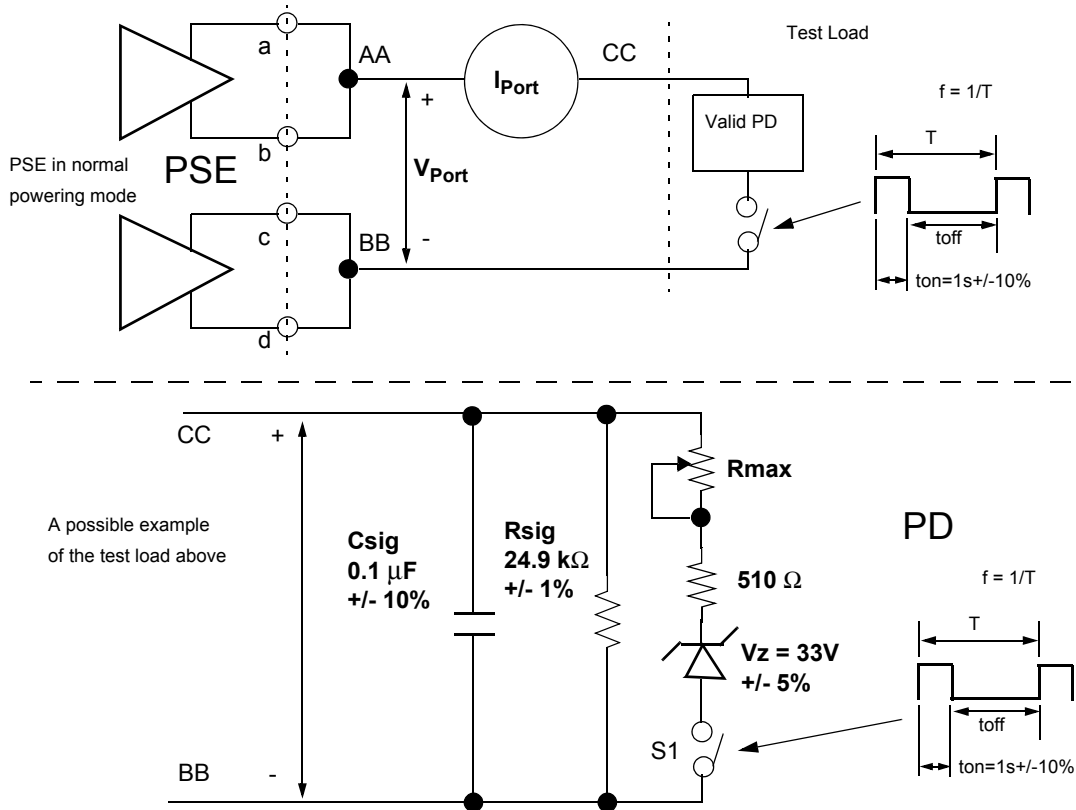 Test Load
a
AA
CC
I Port
+
f = 1/T
b
Valid PD
T
PSE in normal
powering mode
PSE
V Port
c
BB
-
toff
ton=1s+/-10%
d
CC
+
Rmax
A possible example
of the test load above
PD
Csig
0.1 μF
+/- 10%
Rsig
24.9 kΩ
+/- 1%
510 Ω
f = 1/T
T
Vz = 33V
+/- 5%
toff
S1
ton=1s+/-10%
BB
-